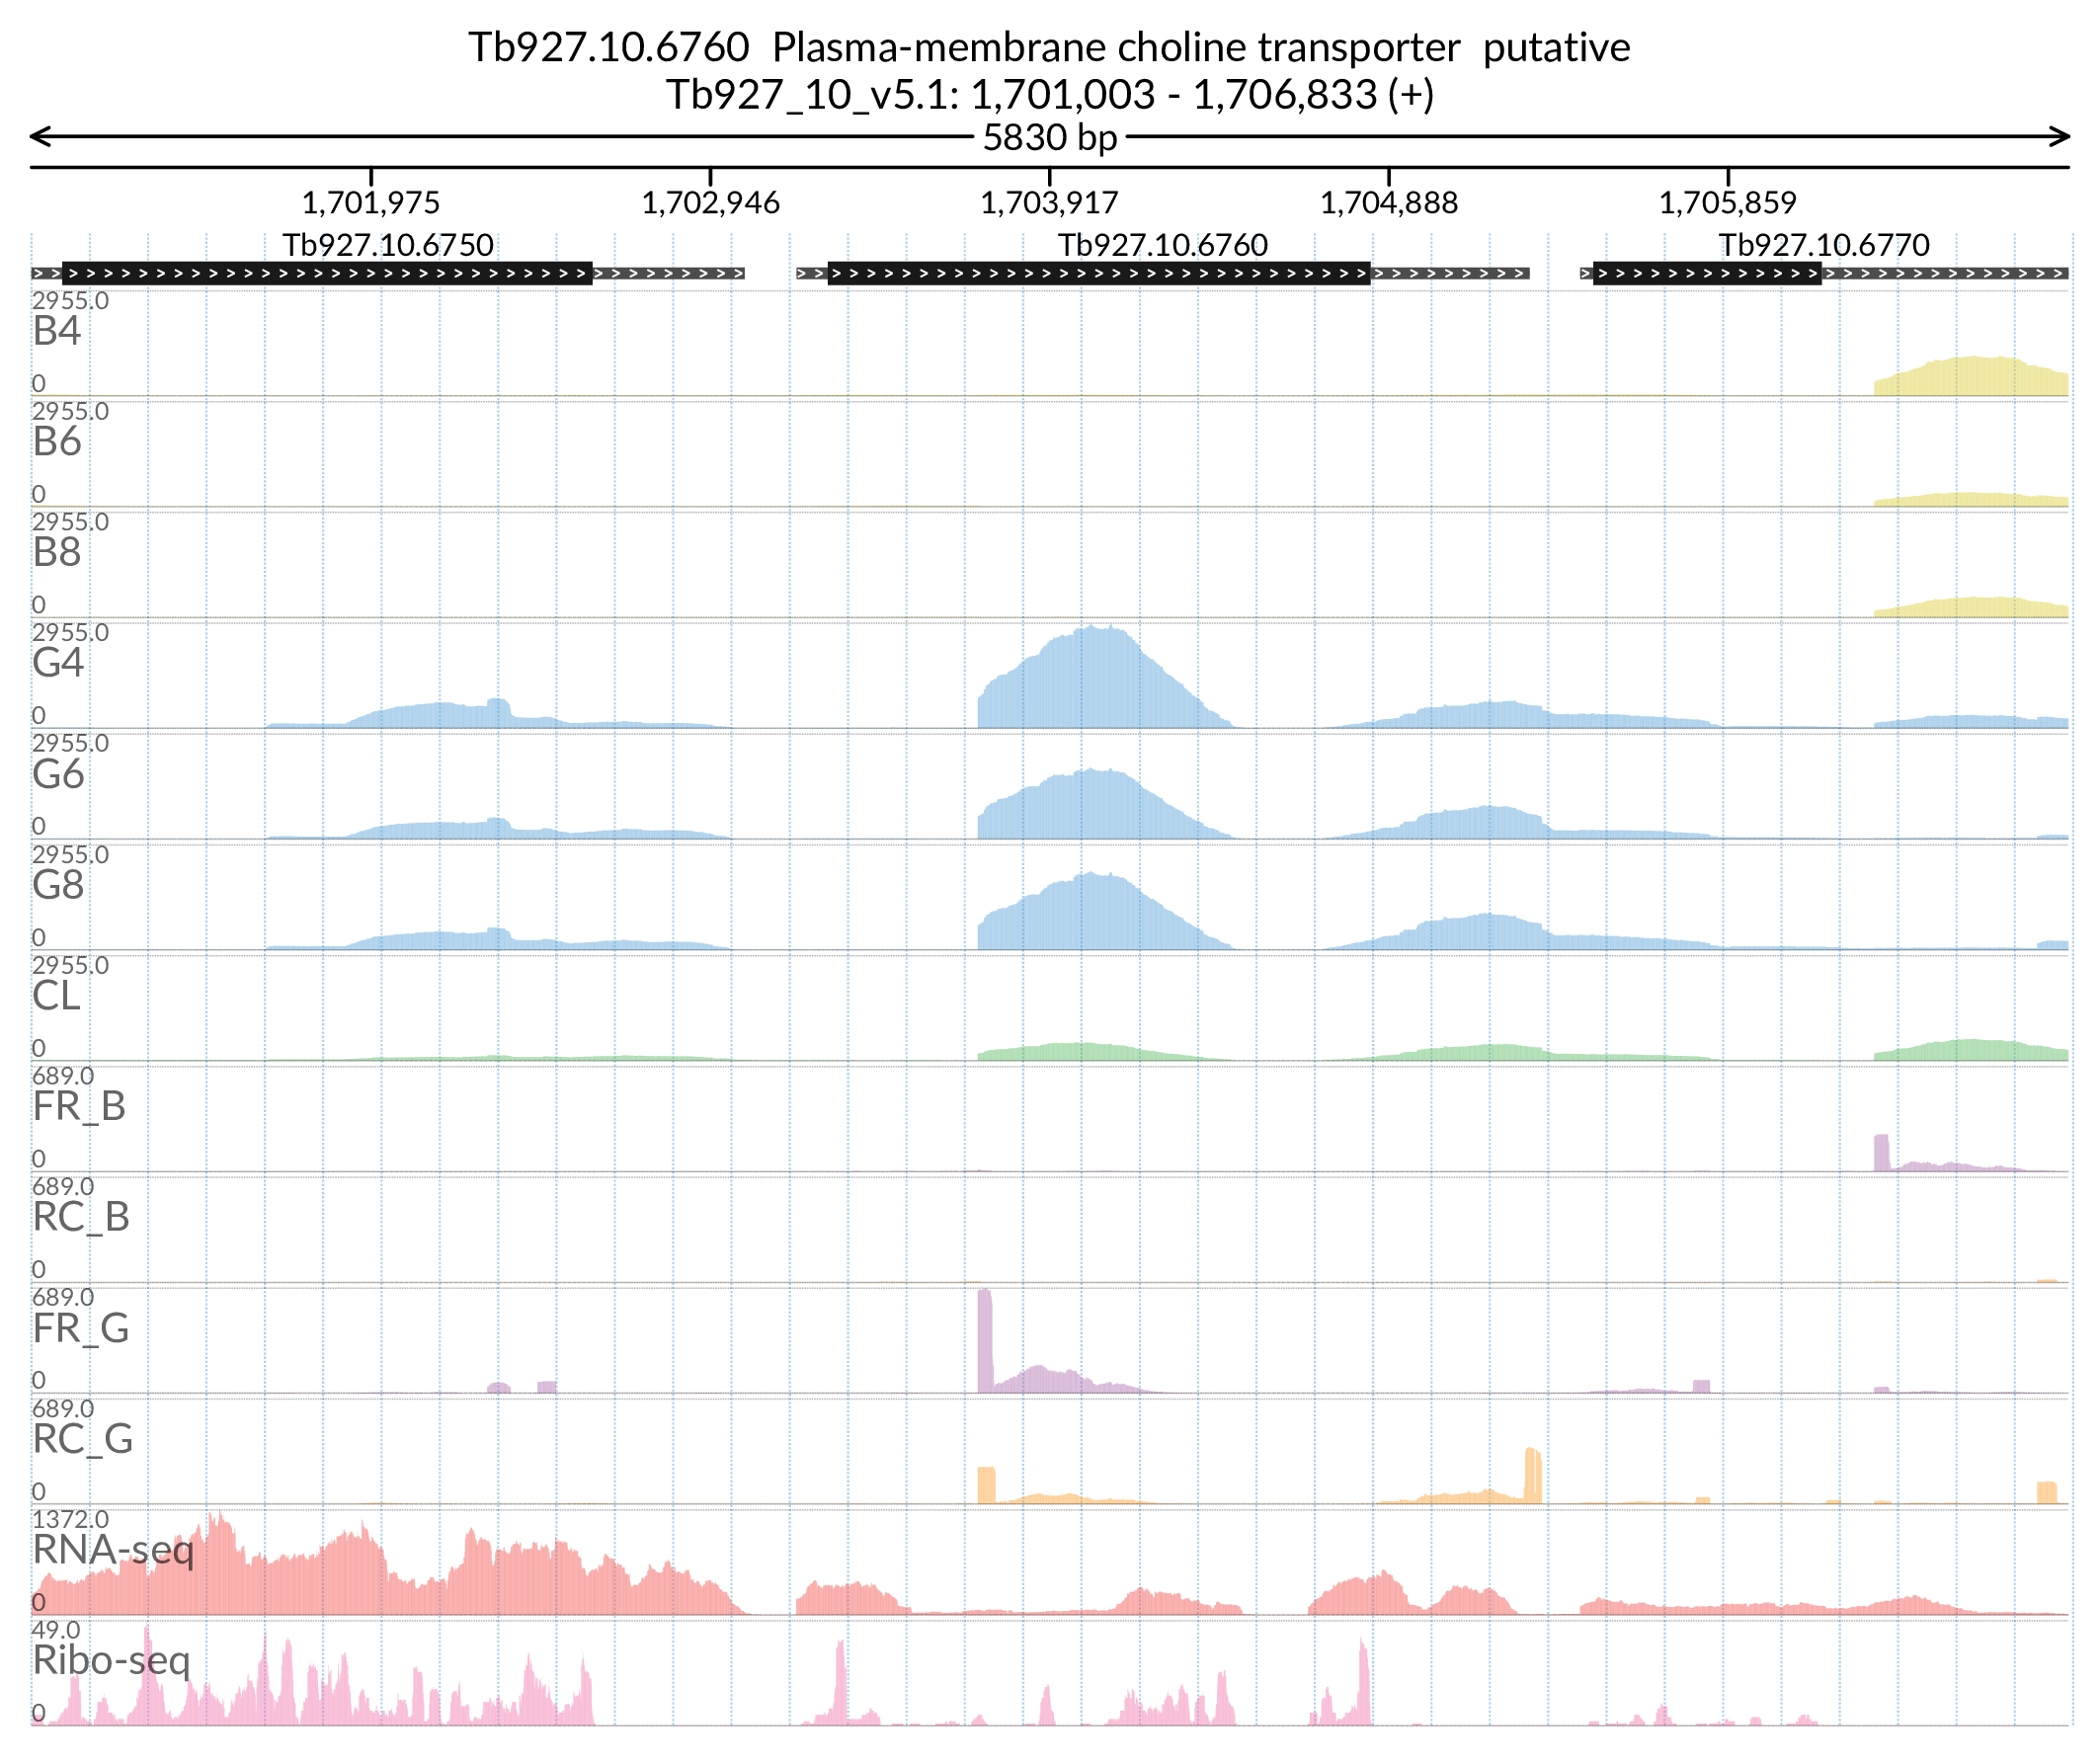 Tb927.10.6760 Plasma-membrane choline transporter putative
Tb927_10_v5.1: 1,701,003 - 1,706,833 (+)
5830 bp
1,701,975 1,702,946 1,703,917 1,704,888 1,705,859
Tb927.10.6750 Tb927.10.6760 Tb927.10.6770
2955.0
B4
0
2955.0
B6
0
2955.0
B8
0
2955.0
G4
0
2955.0
G6
0
2955.0
G8
0
2955.0
CL
0
689.0
FR_B
0
689.0
RC_B
0
689.0
FR_G
0
689.0
RC_G
0
1372.0
RNA-seq
0
49.0
Ribo-seq
0